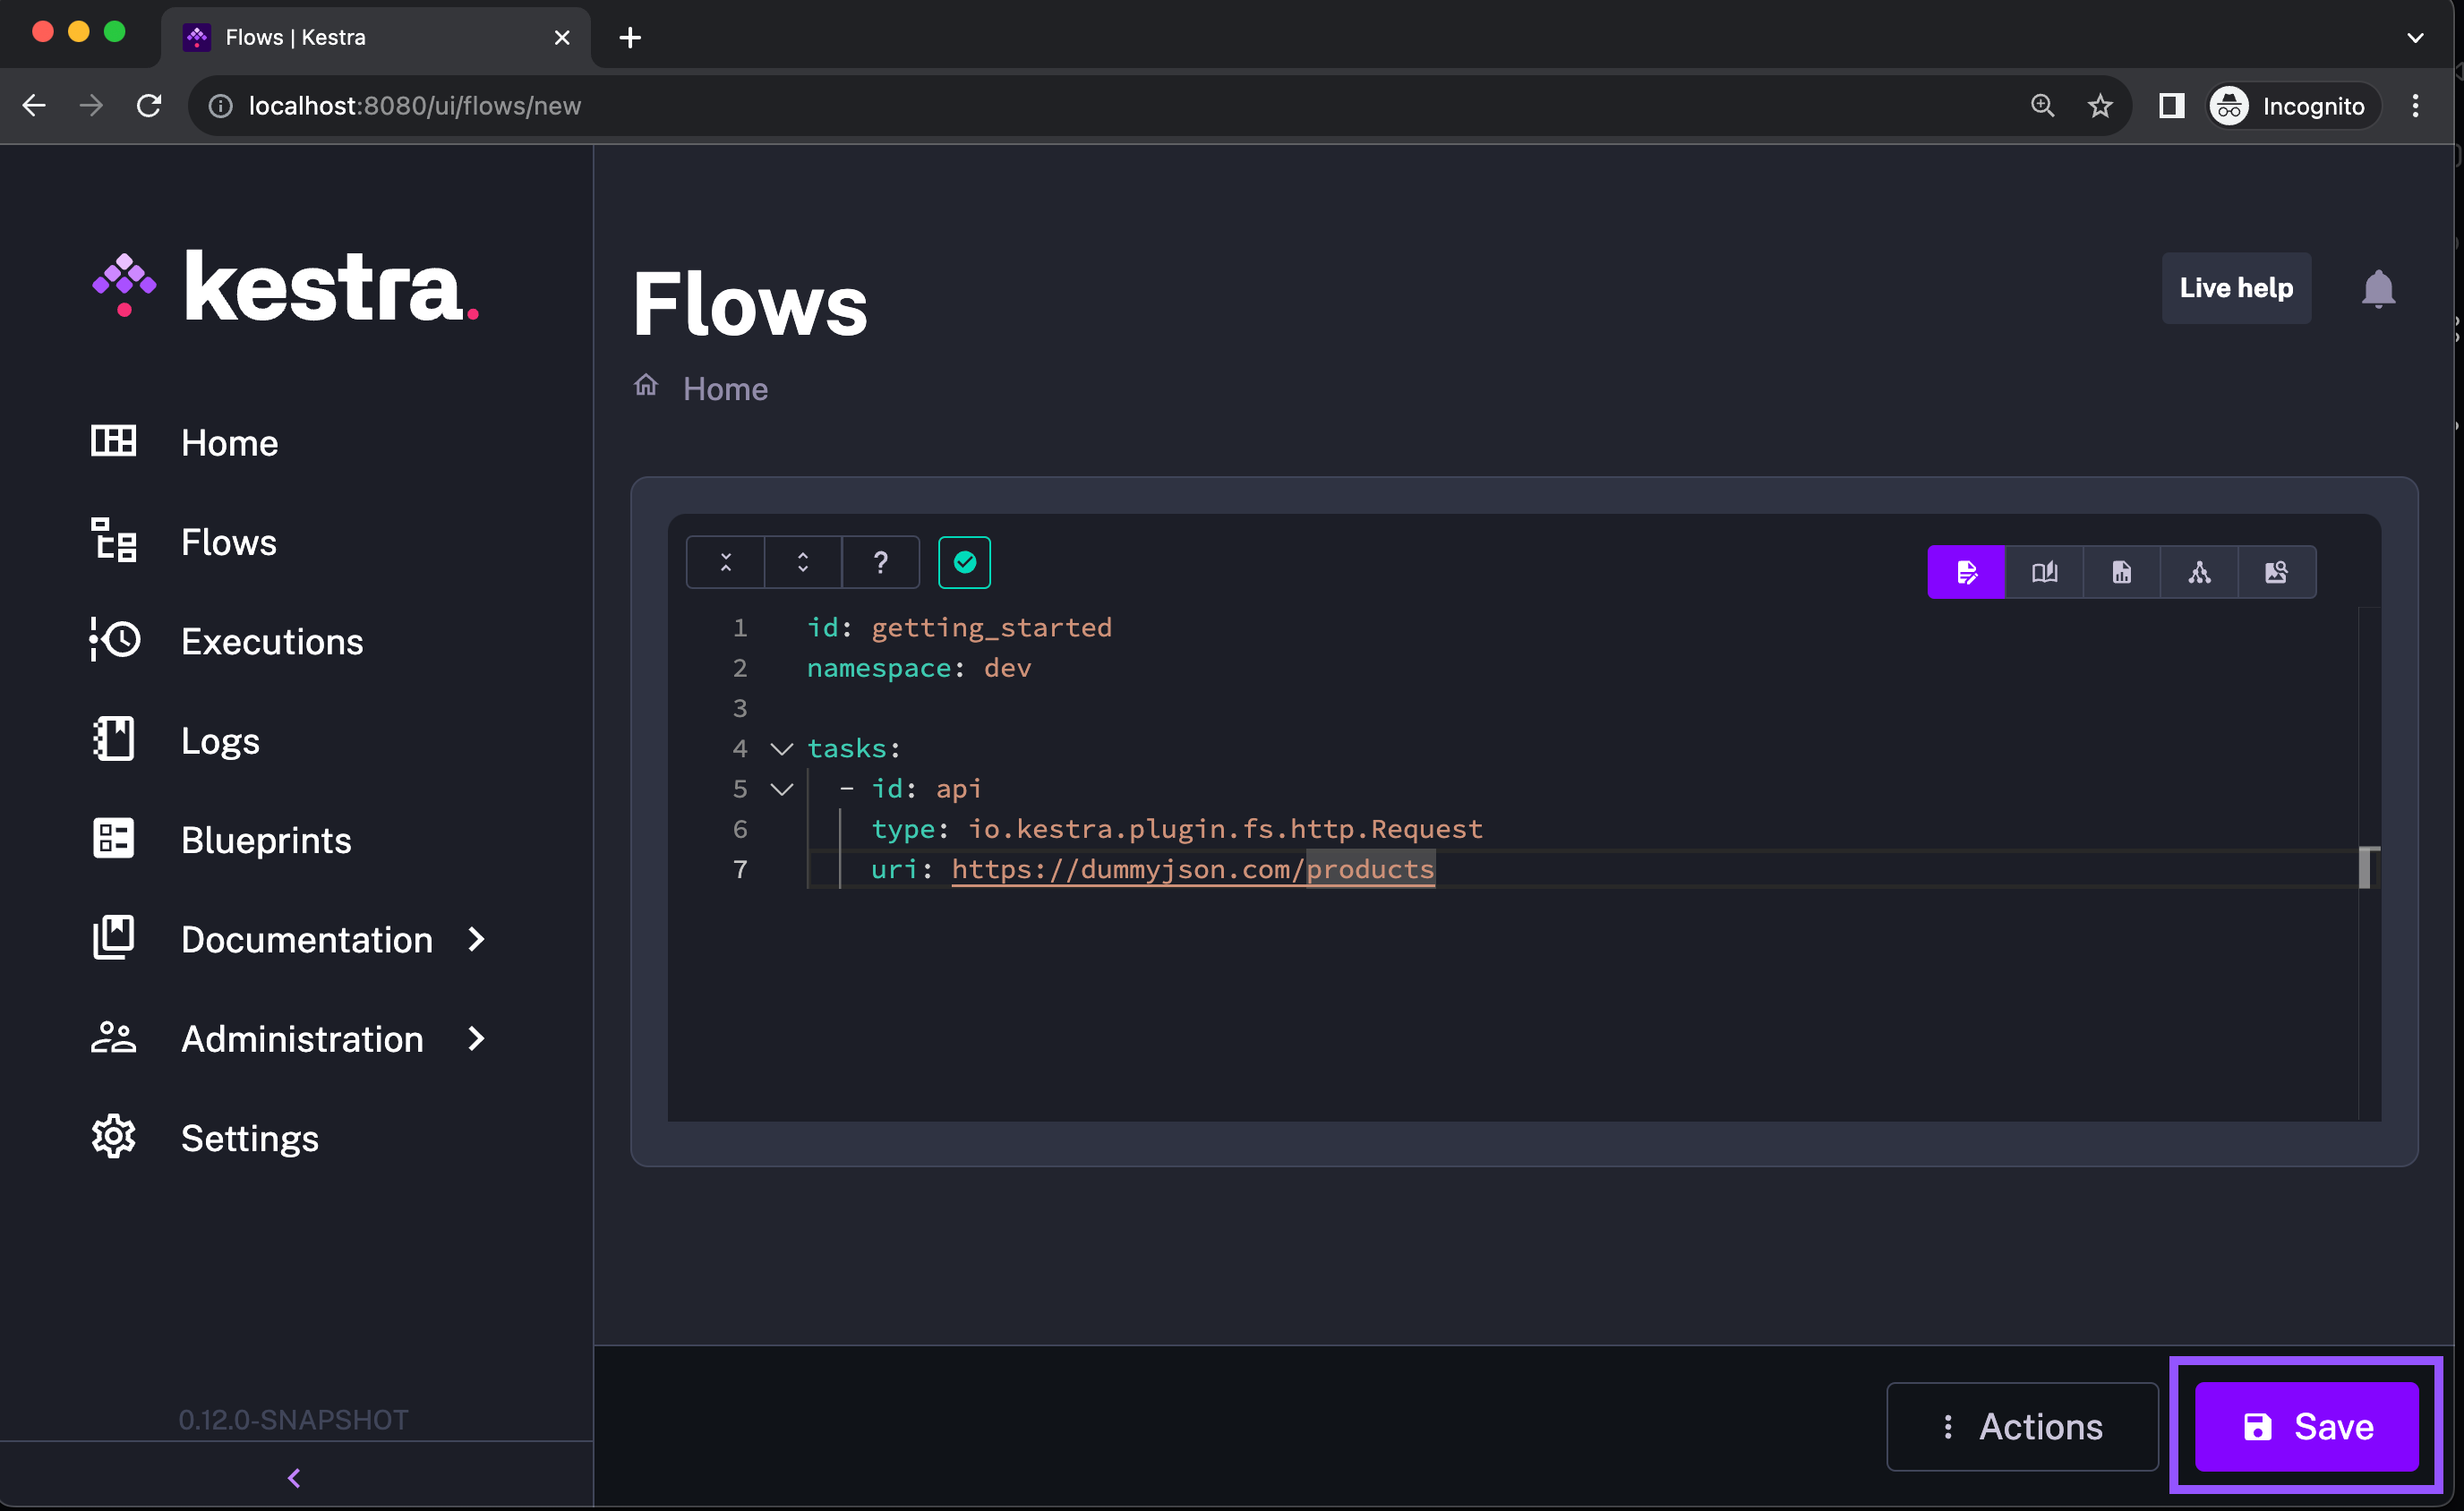 Flows | Kestra
localhost:8080/ui/flows/new
Incognito
kestra.
Home
Flows
Executions
Logs
Blueprints
Documentation
Administration
Settings
0.12.0-SNAPSHOT
Flows
Home
Live help
?
1 id: getting_started
2 namespace: dev
3
4 tasks:
5 - id: api
6 type: io.kestra.plugin.fs.http.Request
7 uri: https://dummyjson.com/products
Actions
Save